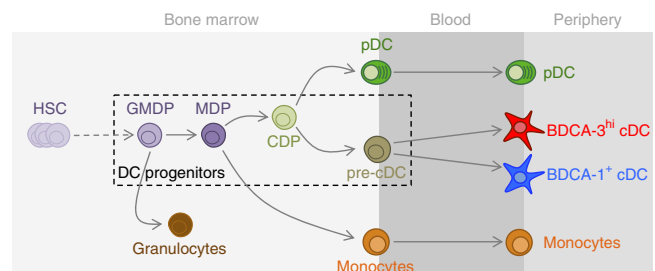 Bone marrow Blood Periphery
pDC
pDC
HSC GMDP MDP
BDCA-3hi cDC
CDP
DC progenitors pre-cDC BDCA-1+ cDC
Granulocytes Monocytes
Monocytes